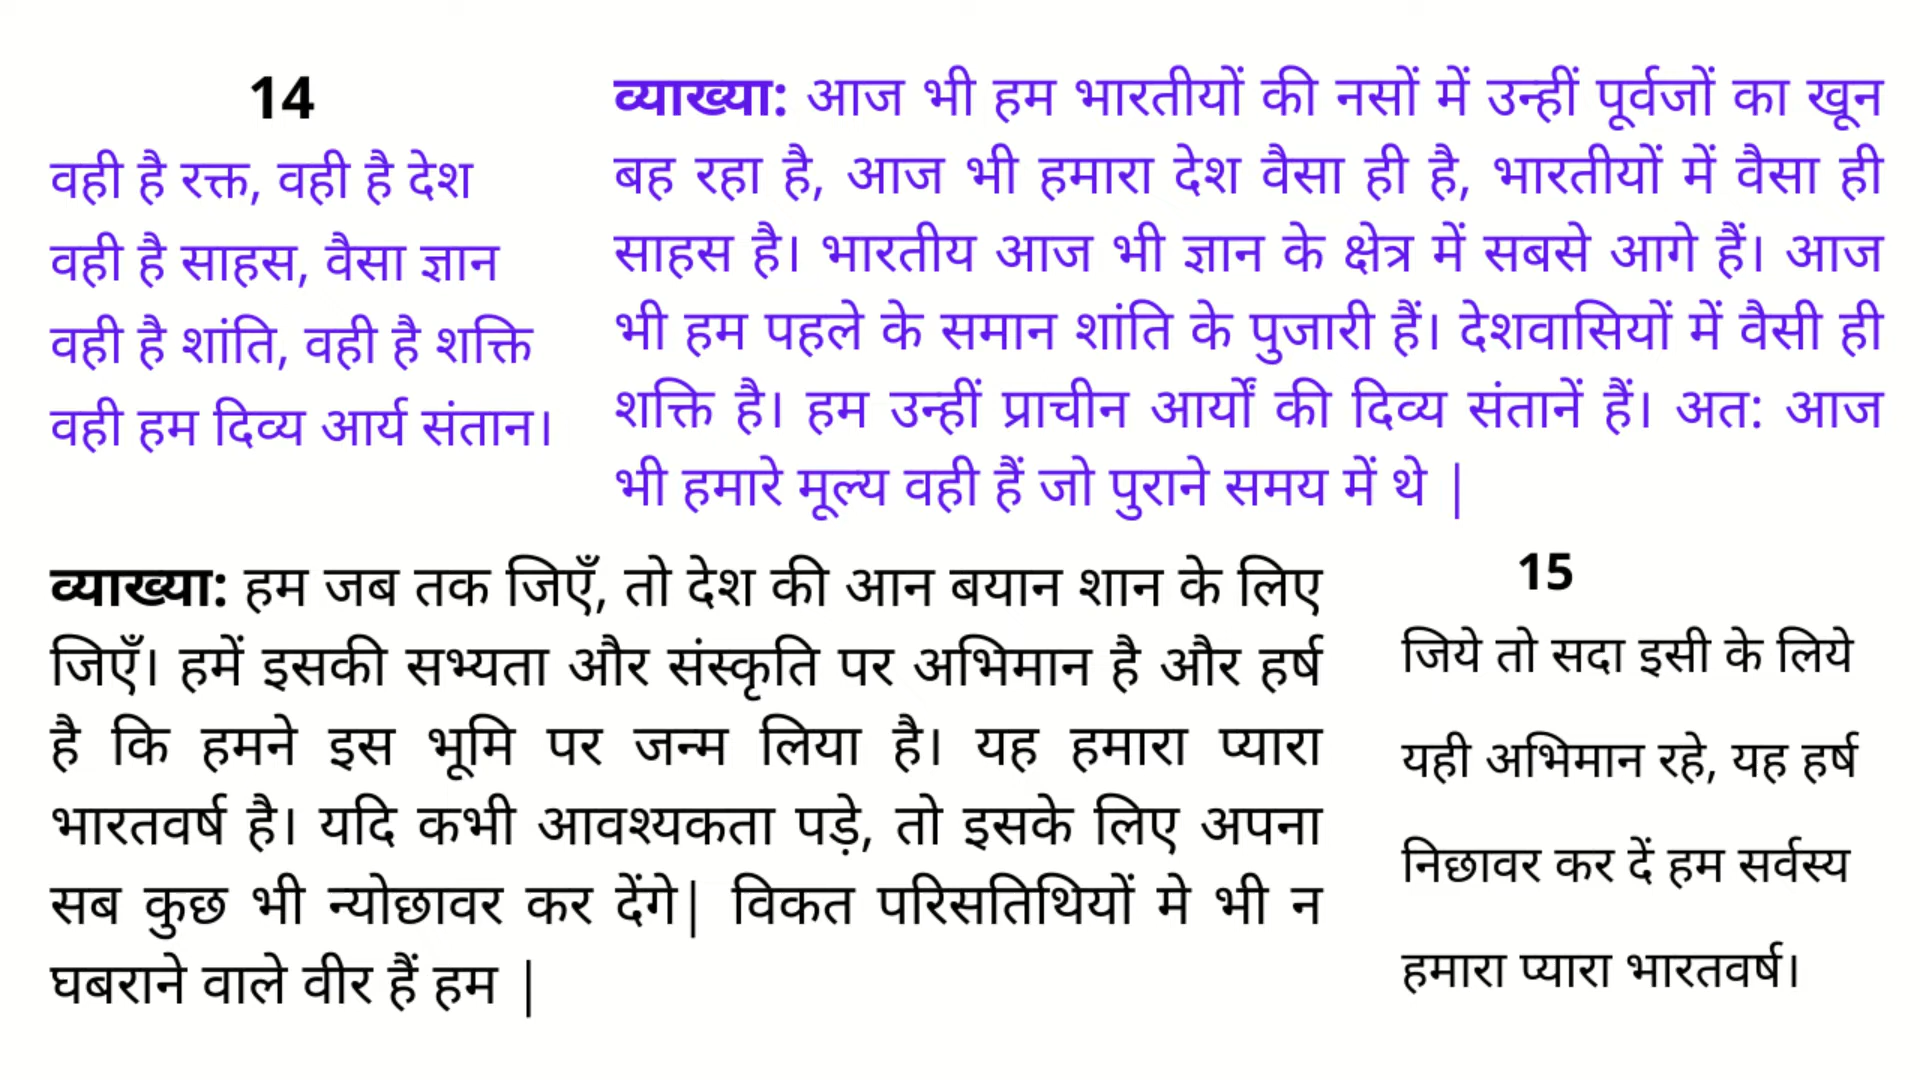 14
वही है रक्त, वही है देश
वही है साहस, वैसा ज्ञान
वही है शांति, वही है शक्ति
वही हम दिव्य आर्य संतान।
व्याख्या: आज भी हम भारतीयों की नसों में उन्हीं पूर्वजों का खून
बह रहा है, आज भी हमारा देश वैसा ही है, भारतीयों में वैसा ही
साहस है। भारतीय आज भी ज्ञान के क्षेत्र में सबसे आगे हैं। आज
भी हम पहले के समान शांति के पुजारी हैं। देशवासियों में वैसी ही
शक्ति है। हम उन्हीं प्राचीन आर्यों की दिव्य संतानें हैं। अत: आज
भी हमारे मूल्य वही हैं जो पुराने समय में थे |
व्याख्या: हम जब तक जिएँ, तो देश की आन बयान शान के लिए
जिएँ। हमें इसकी सभ्यता और संस्कृति पर अभिमान है और हर्ष
है कि हमने इस भूमि पर जन्म लिया है। यह हमारा प्यारा
भारतवर्ष है। यदि कभी आवश्यकता पड़े, तो इसके लिए अपना
सब कुछ भी न्योछावर कर देंगे| विकत परिसतिथियों मे भी न
घबराने वाले वीर हैं हम |
15
जिये तो सदा इसी के लिये
यही अभिमान रहे, यह हर्ष
निछावर कर दें हम सर्वस्य
हमारा प्यारा भारतवर्ष।